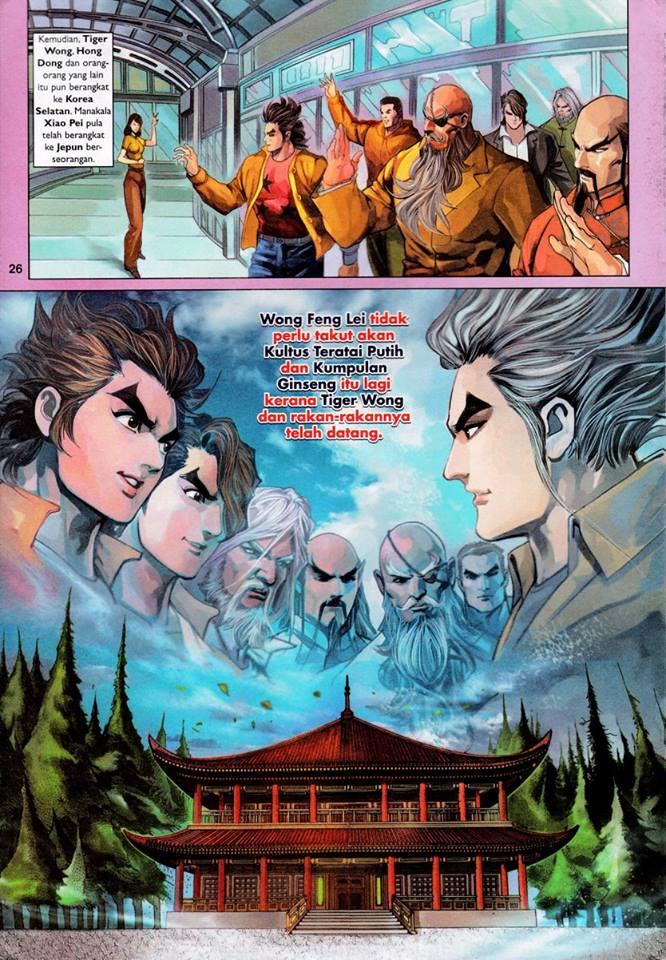 Kemudian, Tiger
Wong, Hong
Dong dan orang-
orang yang lain
itu pun berangkat
ke Korea
Selatan. Manakala
Xiao Pei pula
telah berangkat
ke Jepun ber-
seorangan.
26
Wong Feng Lei tidak
perlu takut akan
Kultus Teratai Putih
dan Kumpulan
Ginseng itu lagi
kerana Tiger Wong
dan rakan-rakannya
telah datang.